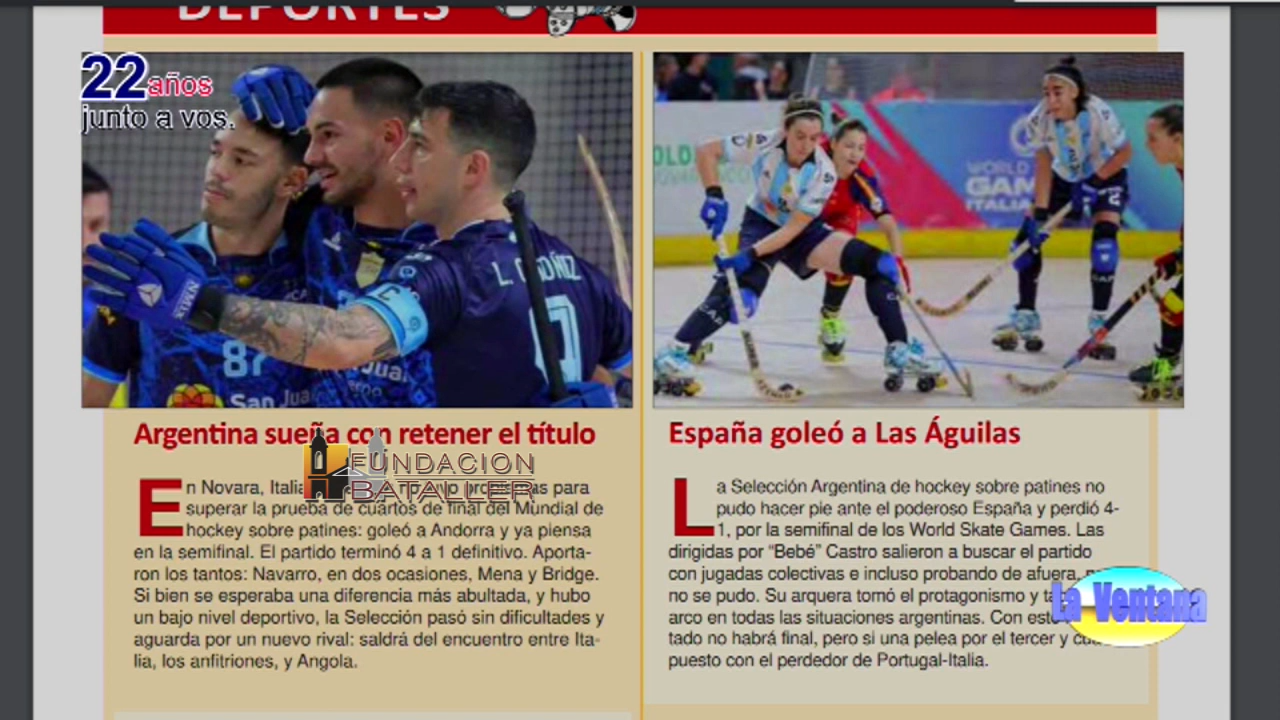 DEPORTES
22 años
junto a vos.
L. ORDÓÑEZ
87
San Juan
WORLD
GAM
ITALIA
Argentina sueña con retener el título
FUNDACION
BATALLER
En Novara, Italia para
superar la prueba de cuartos de final del Mundial de
hockey sobre patines: goleó a Andorra y ya piensa
en la semifinal. El partido terminó 4 a 1 definitivo. Aporta-
ron los tantos: Navarro, en dos ocasiones, Mena y Bridge.
Si bien se esperaba una diferencia más abultada, y hubo
un bajo nivel deportivo, la Selección pasó sin dificultades y
aguarda por un nuevo rival: saldrá del encuentro entre Ita-
lia, los anfitriones, y Angola.
España goleó a Las Águilas
La Selección Argentina de hockey sobre patines no
pudo hacer pie ante el poderoso España y perdió 4-
1, por la semifinal de los World Skate Games. Las
dirigidas por “Bebé” Castro salieron a buscar el partido
con jugadas colectivas e incluso probando de afuera,
no se pudo. Su arquera tomó el protagonismo y
arco en todas las situaciones argentinas. Con
tado no habrá final, pero si una pelea por el tercer y
puesto con el perdedor de Portugal-Italia.
La Ventana